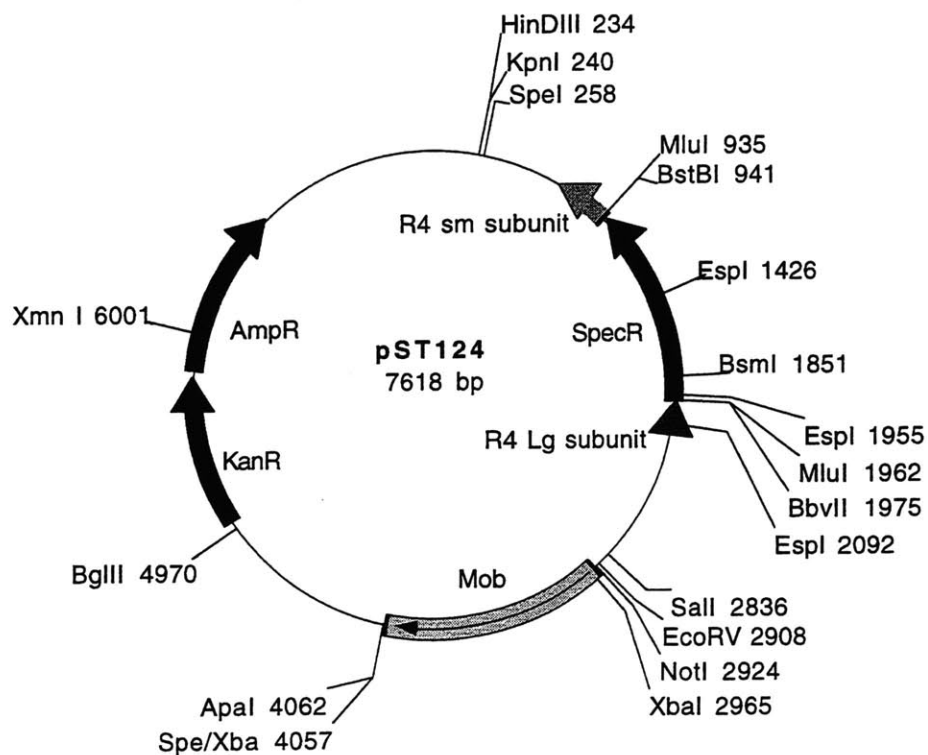 HinDIII 234
KpnI 240
SpeI 258
MluI 935
BstBI 941
R4 sm subunit
EspI 1426
Xmn I 6001
AmpR
pST124
7618 bp
SpecR
BsmI 1851
R4 Lg subunit
EspI 1955
KanR
MluI 1962
BbvII 1975
EspI 2092
BglII 4970
Mob
SalI 2836
EcoRV 2908
NotI 2924
XbaI 2965
ApaI 4062
Spe/Xba 4057